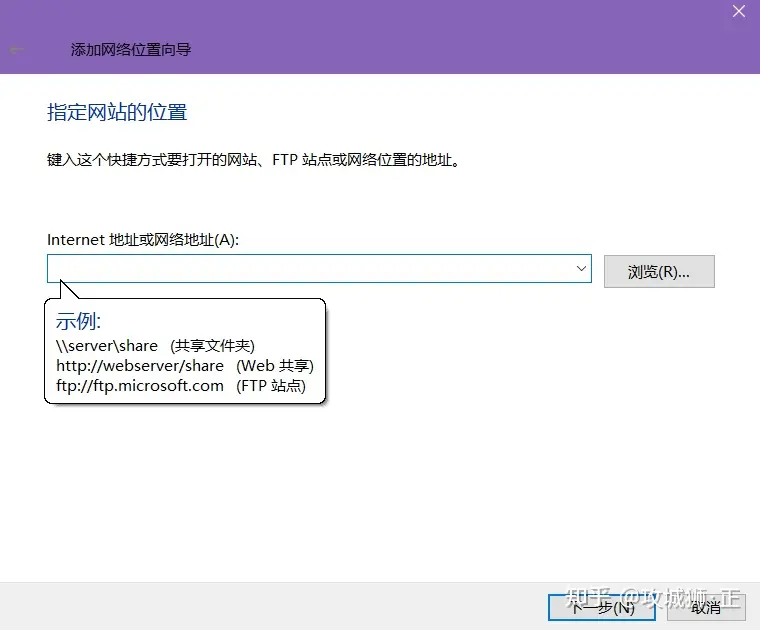 添加网络位置向导
指定网站的位置
键入这个快捷方式要打开的网站、FTP 站点或网络位置的地址。
Internet 地址或网络地址(A):
浏览(R)...
示例:
\\server\share (共享文件夹)
http://webserver/share (Web 共享)
ftp://ftp.microsoft.com (FTP 站点)
下一步(N) 取消
知乎 @攻城狮·正